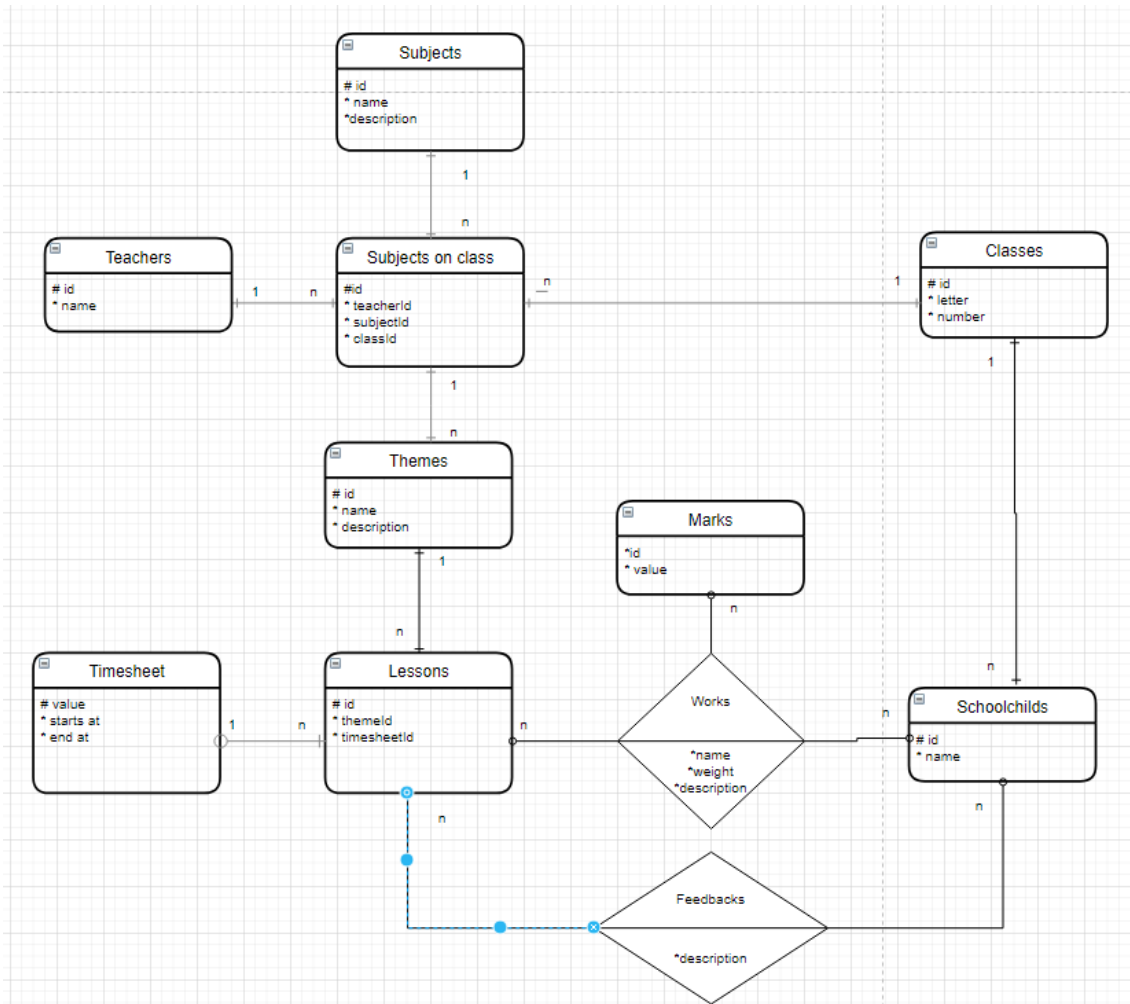 Subjects
# id
* name
*description
1
n
Teachers
# id
* name
1
n
Subjects on class
#id
* teacherId
* subjectId
* classId
_n
1
Classes
# id
* letter
* number
1
n
1
n
Themes
# id
* name
* description
1
n
Marks
*id
* value
n
Timesheet
# value
* starts at
* end at
1
n
Lessons
# id
* themeId
* timesheetId
n
Works
*name
*weight
*description
n
Schoolchilds
# id
* name
n
n
Feedbacks
*description